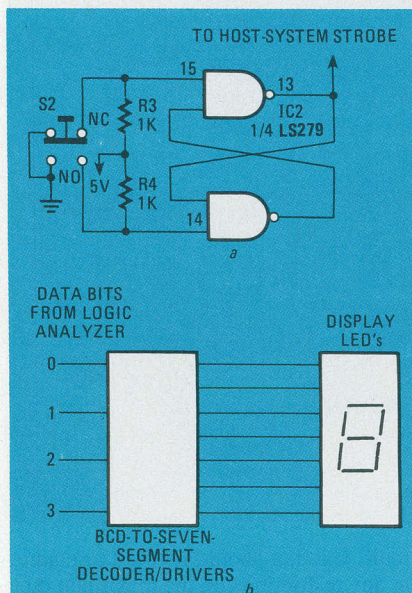 TO HOST-SYSTEM STROBE
15
13
S2
NC
R3
1K
IC2
1/4 LS279
NO
5V
R4
1K
14
a
DATA BITS
FROM LOGIC
ANALYZER
DISPLAY
LED's
0
1
2
3
8
BCD-TO-SEVEN-
SEGMENT
DECODER/DRIVERS
b